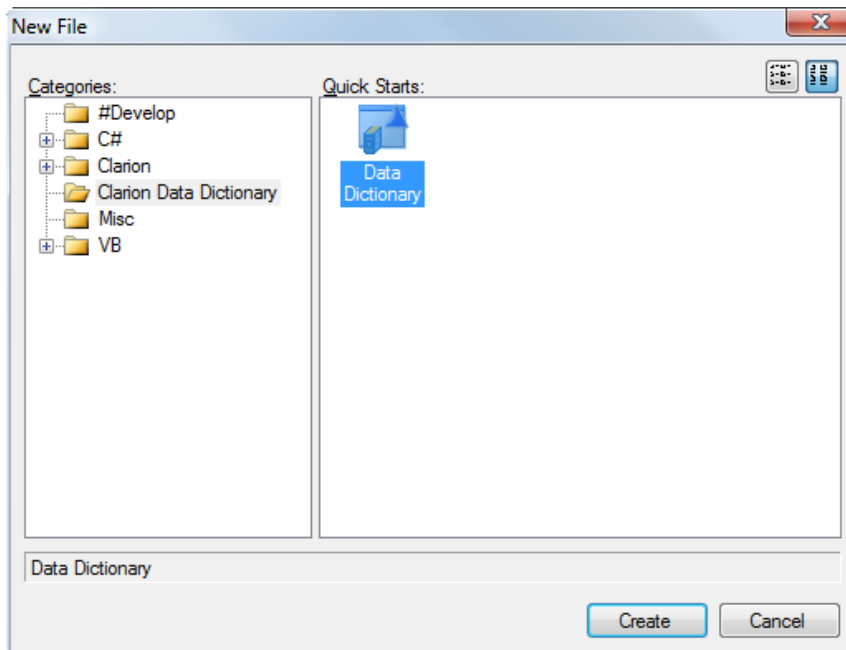 New File
Categories:
Quick Starts:
#Develop
C#
Clarion
Clarion Data Dictionary
Misc
VB
Data
Dictionary
Data Dictionary
Create
Cancel